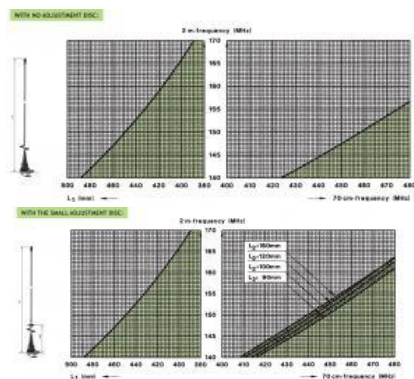 WITH NO ADJUSTMENT DISC:
2 m-frequency (MHz)
170
165
160
155
150
145
140
500 480 460 440 420 400 380
400 410 420 430 440 450 460 470 480
L₁ (mm)
70 cm-frequency (MHz)
WITH THE SMALL ADJUSTMENT DISC:
2 m-frequency (MHz)
L₂=150mm
L₂=120mm
L₂=100mm
L₂= 90mm
170
165
160
155
150
145
140
500 480 460 440 420 400 380
400 410 420 430 440 450 460 470 480
L₁ (mm)
70 cm-frequency (MHz)